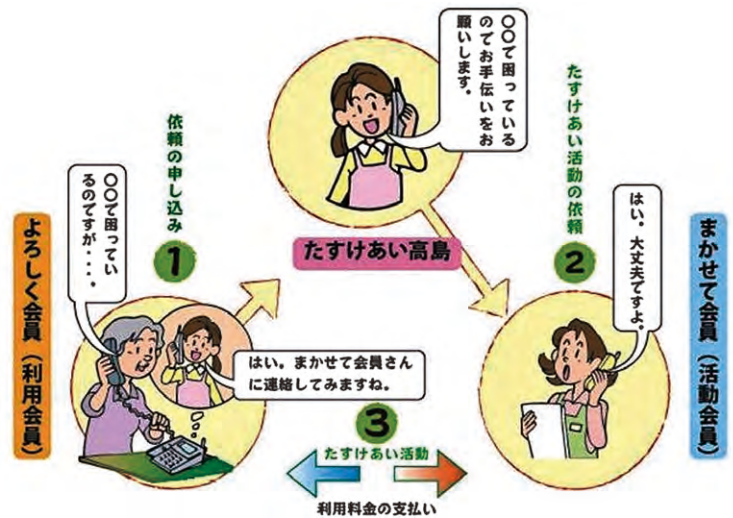 〇〇で困っている
のでお手伝いをお
願いします。
たすけあい活動の依頼
2
依頼の申し込み
1
〇〇で困ってい
るのですが・・・。
よろしく会員（利用会員）
たすけあい高島
はい。大丈夫ですよ。
まかせて会員（活動会員）
はい。まかせて会員さん
に連絡してみますね。
3
たすけあい活動
利用料金の支払い